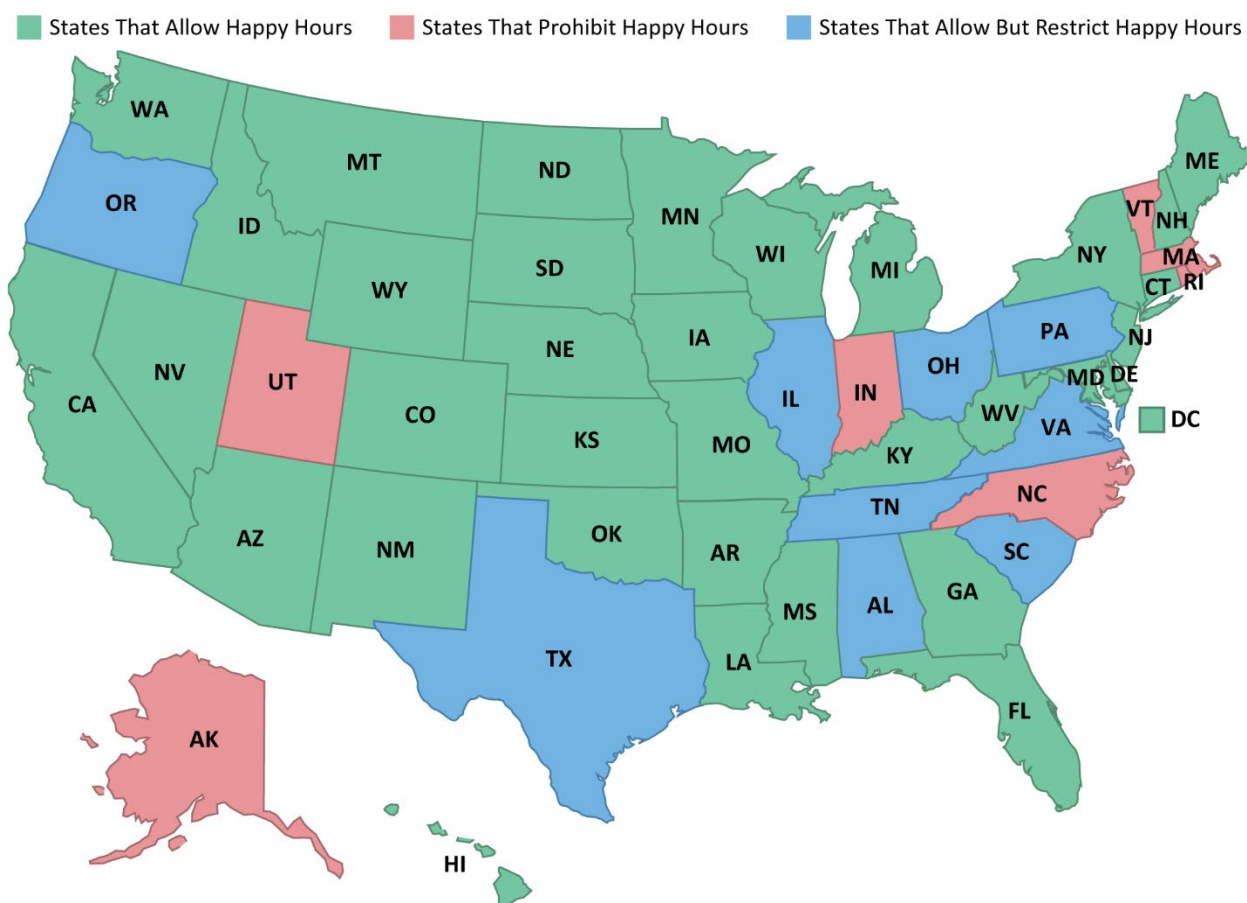 States That Allow Happy Hours
States That Prohibit Happy Hours
States That Allow But Restrict Happy Hours
WA
MT
ND
MN
ME
OR
ID
SD
WI
MI
VT
NH
NY
MA
CT
RI
WY
IA
NE
PA
NJ
NV
UT
CO
IL
IN
OH
MD
DE
CA
KS
MO
WV
VA
DC
KY
NC
TN
AZ
NM
OK
AR
SC
MS
AL
GA
TX
LA
FL
AK
HI